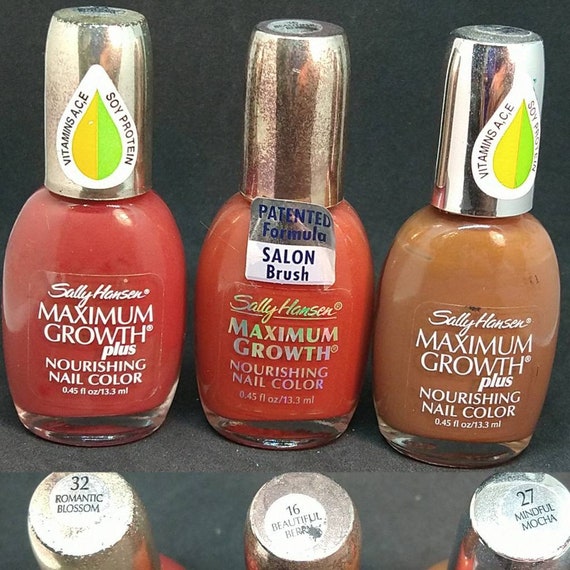 VITAMINS A,C,E
SOY PROTEIN
Sally Hansen®
MAXIMUM
GROWTH®
plus
NOURISHING
NAIL COLOR
0.45 fl oz/13.3 ml
PATENTED
Formula
SALON
Brush
Sally Hansen®
MAXIMUM
GROWTH®
NOURISHING
NAIL COLOR
0.45 fl oz/13.3 ml
VITAMINS A,C,E
SOY PROTEIN
Sally Hansen®
MAXIMUM
GROWTH®
plus
NOURISHING
NAIL COLOR
0.45 fl oz/13.3 ml
32
ROMANTIC
BLOSSOM
16
BEAUTIFUL
BERRY
27
MINDFUL
MOCHA